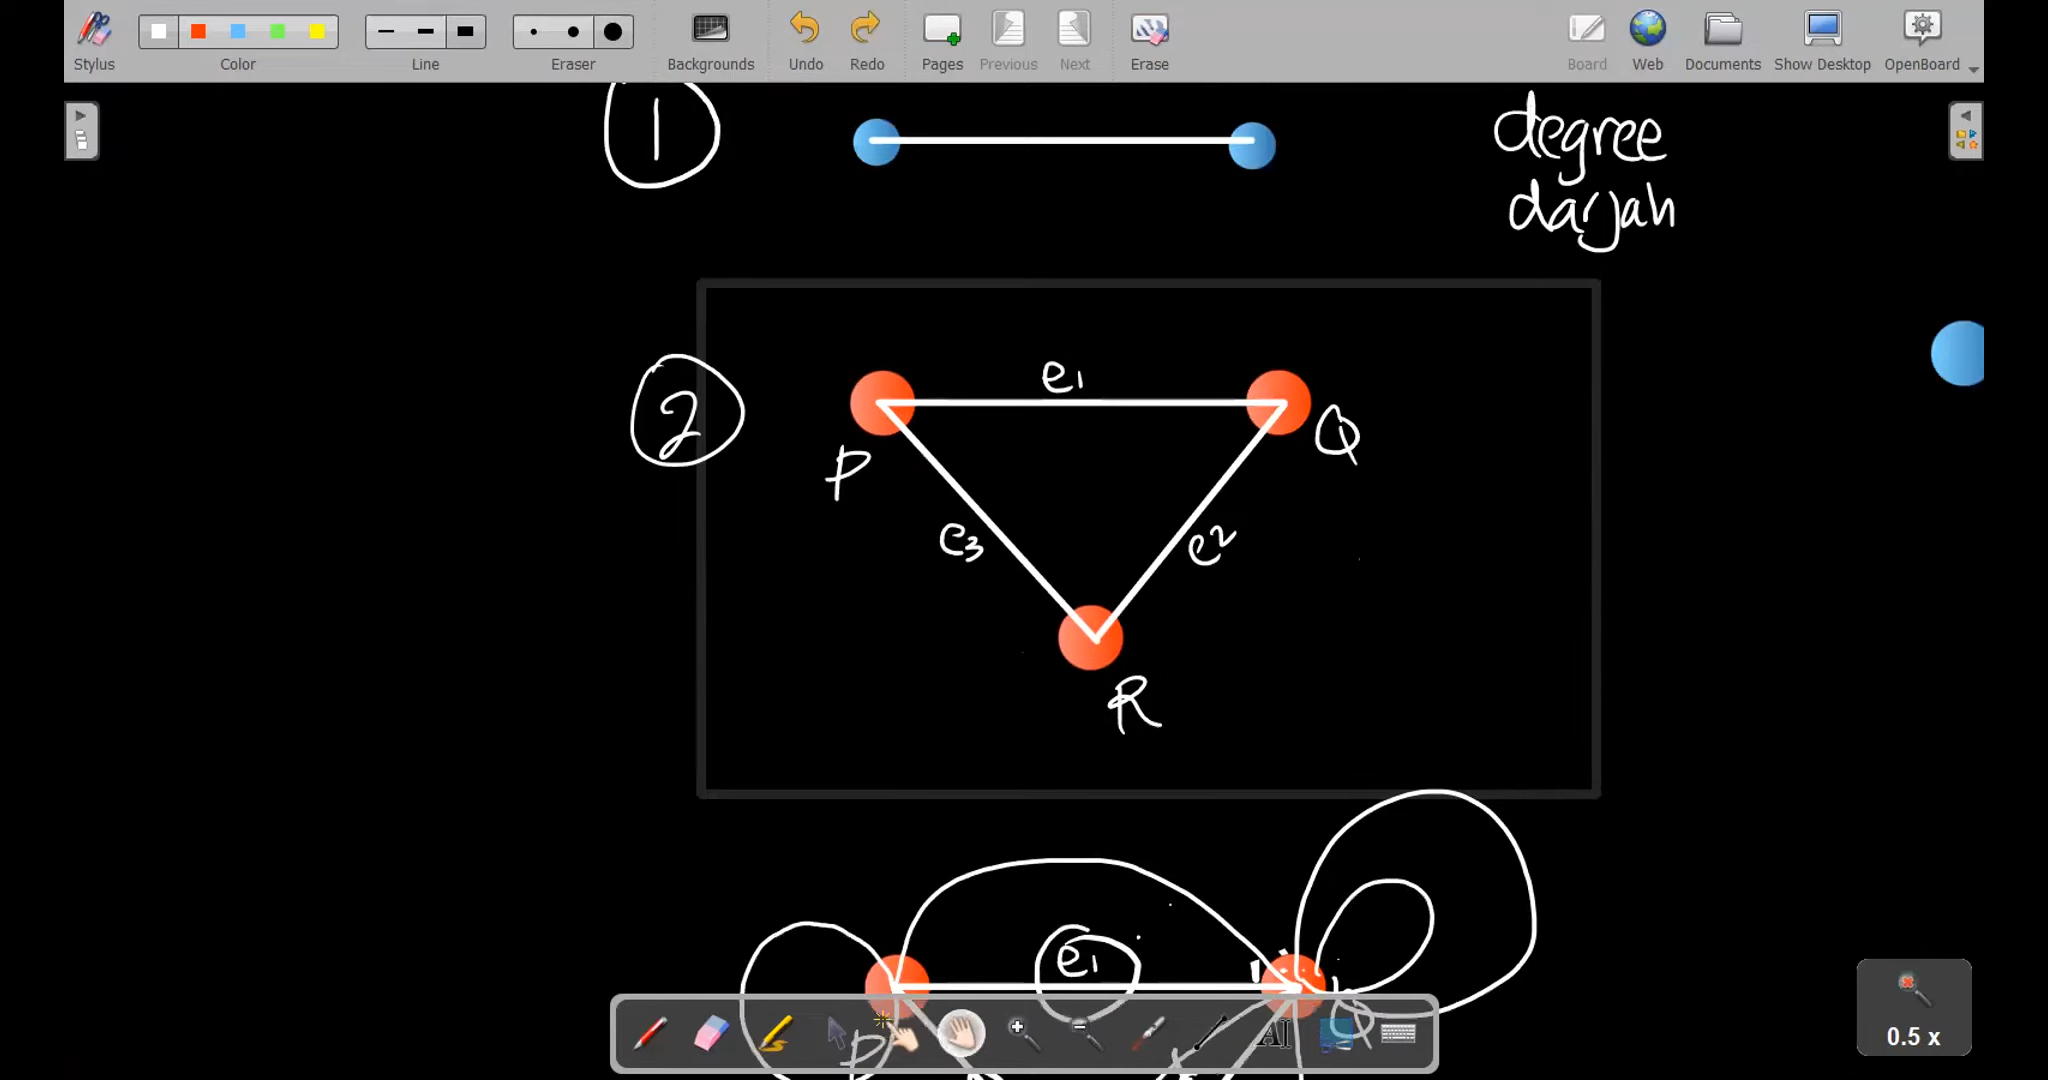 Stylus Color Line Eraser Backgrounds Undo Redo Pages Previous Next Erase Board Web Documents Show Desktop OpenBoard
1
degree
darjah
2
e1
P
Q
e3
e2
R
e1
P
Q
AI
0.5 x